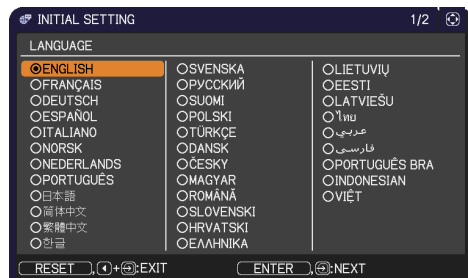 INITIAL SETTING 1/2
LANGUAGE
ENGLISH
FRANÇAIS
DEUTSCH
ESPAÑOL
ITALIANO
NORSK
NEDERLANDS
PORTUGUÊS
日本語
简体中文
繁體中文
한글
SVENSKA
РУССКИЙ
SUOMI
POLSKI
TÜRKÇE
DANSK
ČESKY
MAGYAR
ROMÂNĂ
SLOVENSKI
HRVATSKI
ΕΛΛΗΝΙΚΑ
LIETUVIŲ
EESTI
LATVIEŠU
ไทย
عربي
فارسی
PORTUGUÊS BRA
INDONESIAN
VIỆT
RESET ,+:EXIT ENTER ,:NEXT